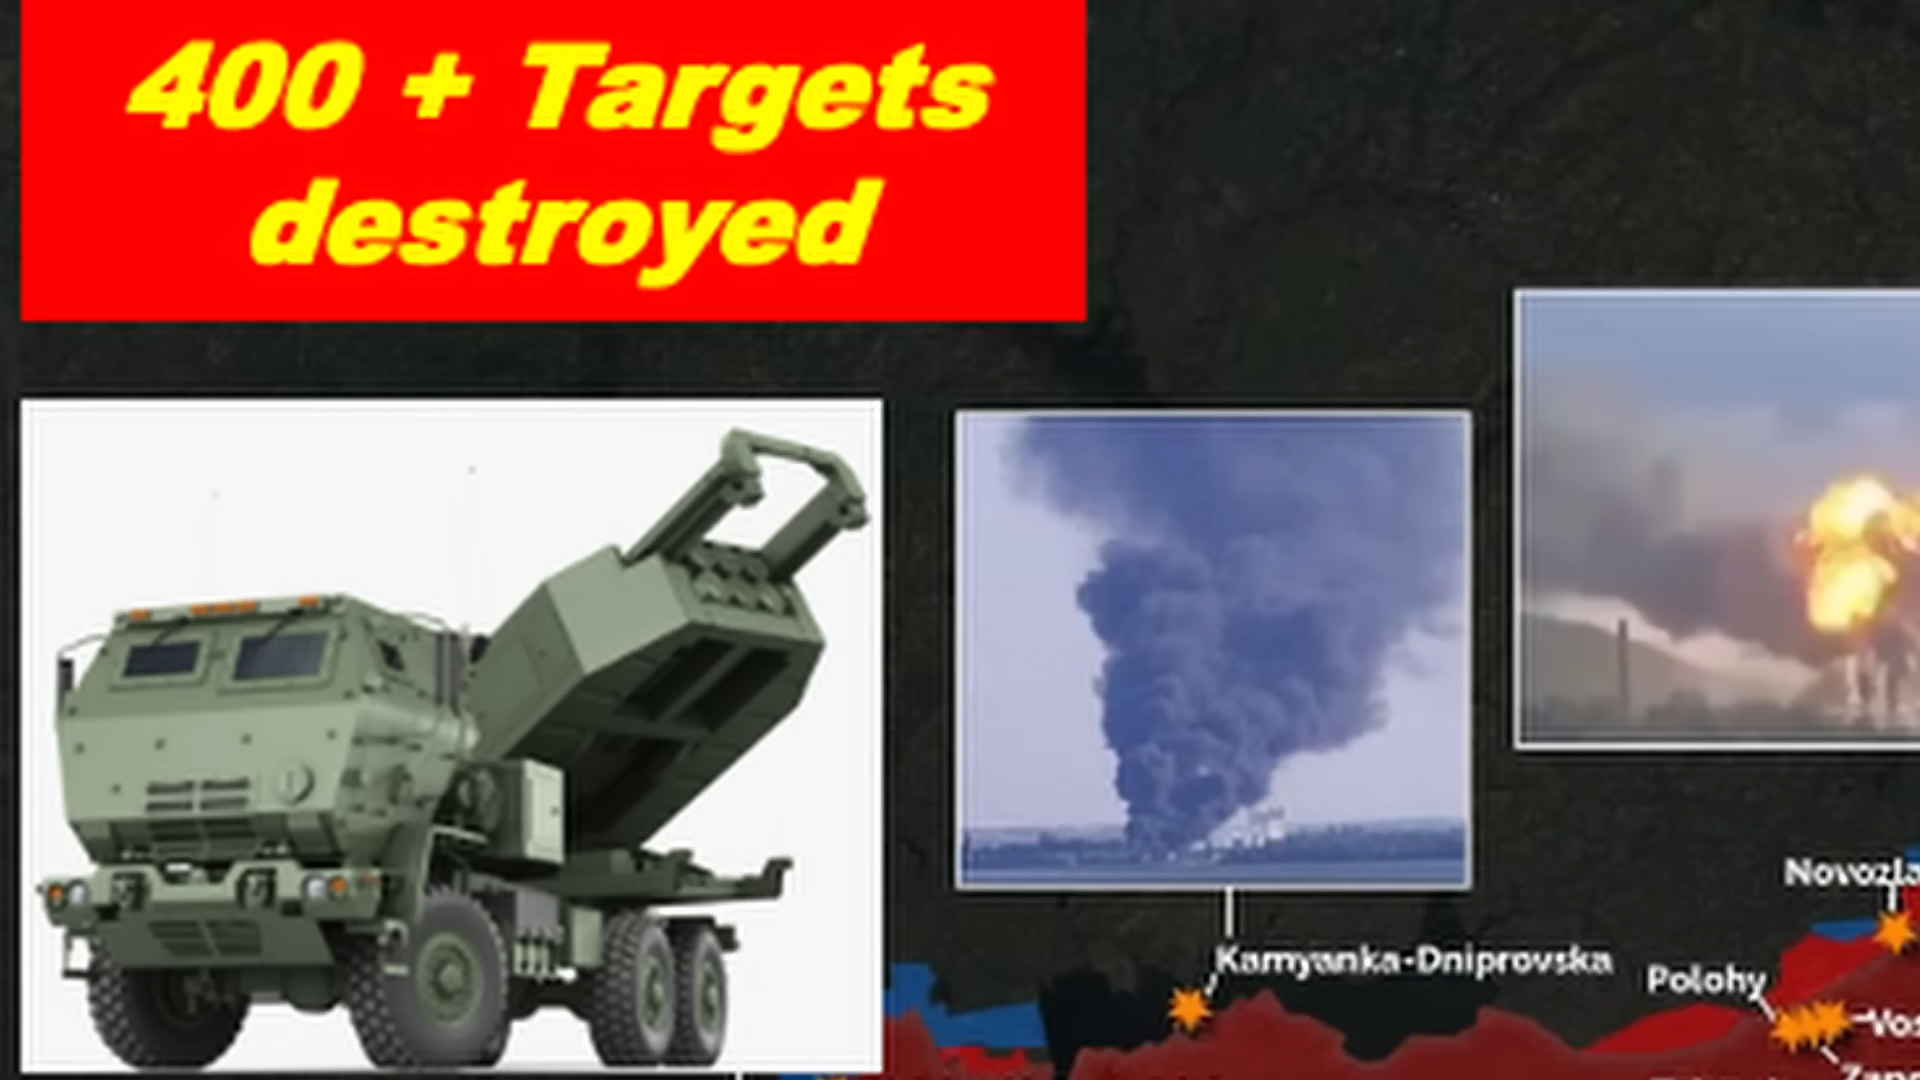 400 + Targets
destroyed
Kamyanka-Dniprovska
Polohy